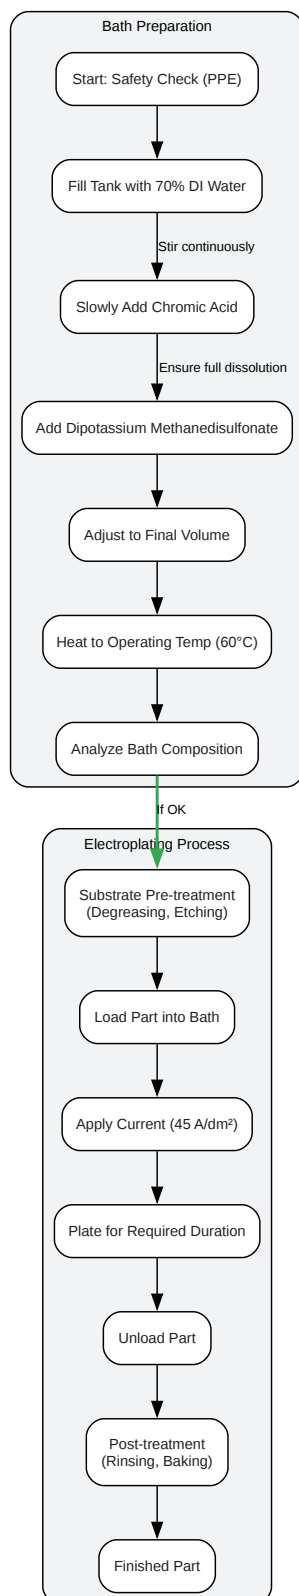 Bath Preparation
Start: Safety Check (PPE)
Fill Tank with 70% DI Water
Stir continuously
Slowly Add Chromic Acid
Ensure full dissolution
Add Dipotassium Methanedisulfonate
Adjust to Final Volume
Heat to Operating Temp (60°C)
Analyze Bath Composition
If OK
Electroplating Process
Substrate Pre-treatment
(Degreasing, Etching)
Load Part into Bath
Apply Current (45 A/dm²)
Plate for Required Duration
Unload Part
Post-treatment
(Rinsing, Baking)
Finished Part